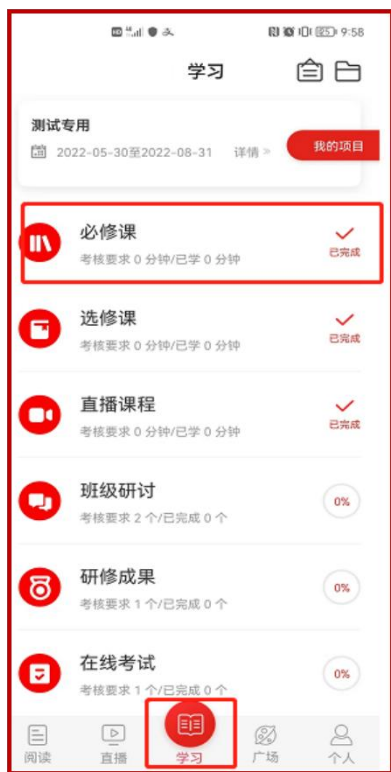 HD 4G 25 9:58
学习
测试专用
2022-05-30至2022-08-31 详情 »
我的项目
必修课
考核要求 0 分钟/已学 0 分钟
已完成
选修课
考核要求 0 分钟/已学 0 分钟
已完成
直播课程
考核要求 0 分钟/已学 0 分钟
已完成
班级研讨
考核要求 2 个/已完成 0 个
0%
研修成果
考核要求 1 个/已完成 0 个
0%
在线考试
考核要求 1 个/已完成 0 个
0%
阅读 直播 学习 广场 个人